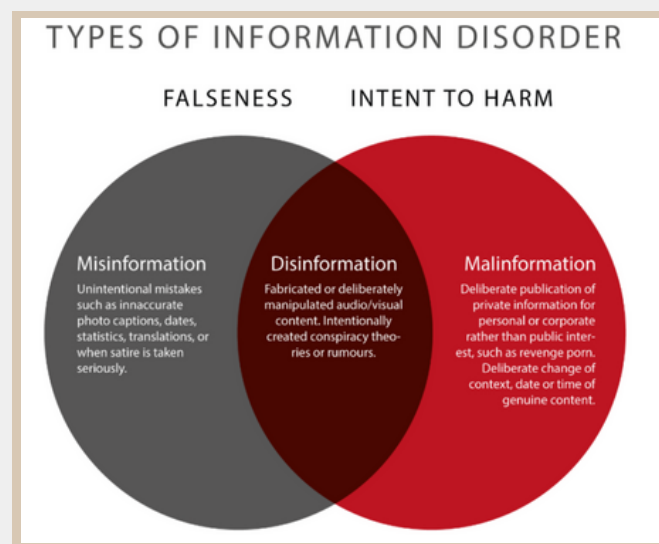 TYPES OF INFORMATION DISORDER
FALSENESS
INTENT TO HARM
Misinformation
Unintentional mistakes
such as innaccurate
photo captions, dates,
statistics, translations, or
when satire is taken
seriously.
Disinformation
Fabricated or deliberately
manipulated audio/visual
content. Intentionally
created conspiracy theo-
ries or rumours.
Malinformation
Deliberate publication of
private information for
personal or corporate
rather than public inter-
est, such as revenge porn.
Deliberate change of
context, date or time of
genuine content.